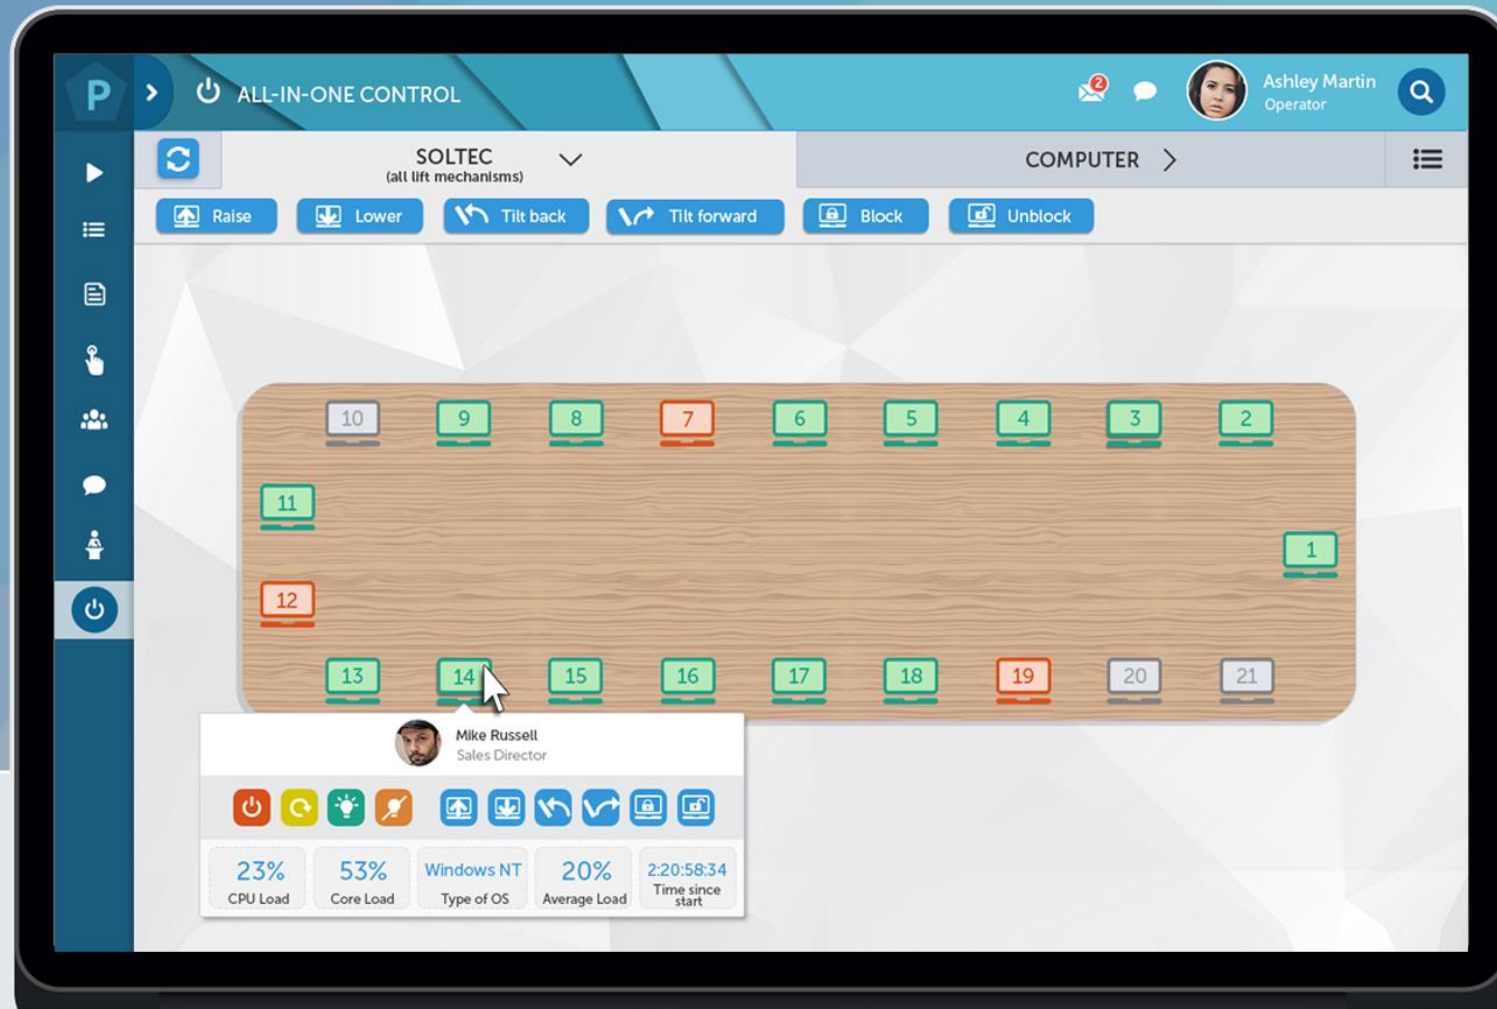 P
ALL-IN-ONE CONTROL
2
Ashley Martin
Operator
SOLTEC
(all lift mechanisms)
COMPUTER
Raise
Lower
Tilt back
Tilt forward
Block
Unblock
10 9 8 7 6 5 4 3 2
11
1
12
13 14 15 16 17 18 19 20 21
Mike Russell
Sales Director
23% 53% Windows NT 20% 2:20:58:34
CPU Load Core Load Type of OS Average Load Time since
start